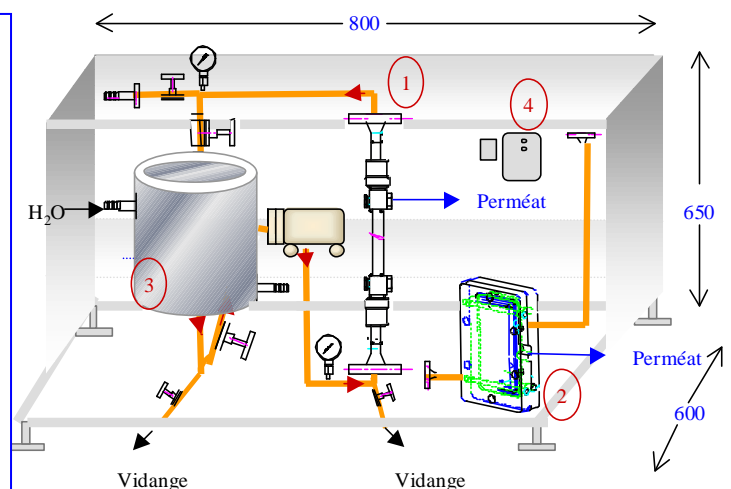 800
1
4
H₂O
Perméat
650
3
Perméat
2
600
Vidange
Vidange